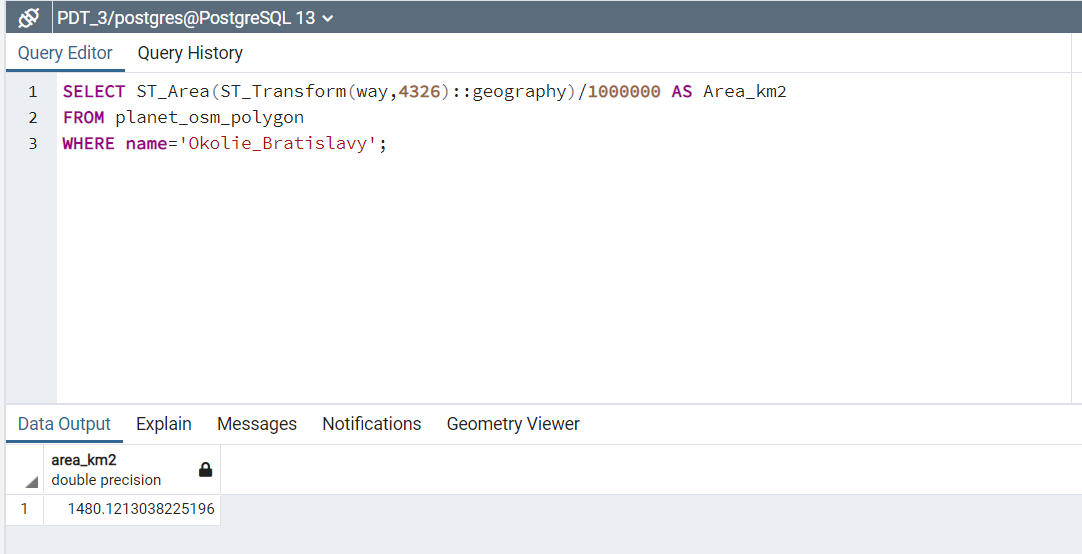 PDT_3/postgres@PostgreSQL 13
Query Editor Query History
1 SELECT ST_Area(ST_Transform(way,4326)::geography)/1000000 AS Area_km2
2 FROM planet_osm_polygon
3 WHERE name='Okolie_Bratislavy';
Data Output Explain Messages Notifications Geometry Viewer
area_km2
double precision
1 1480.1213038225196